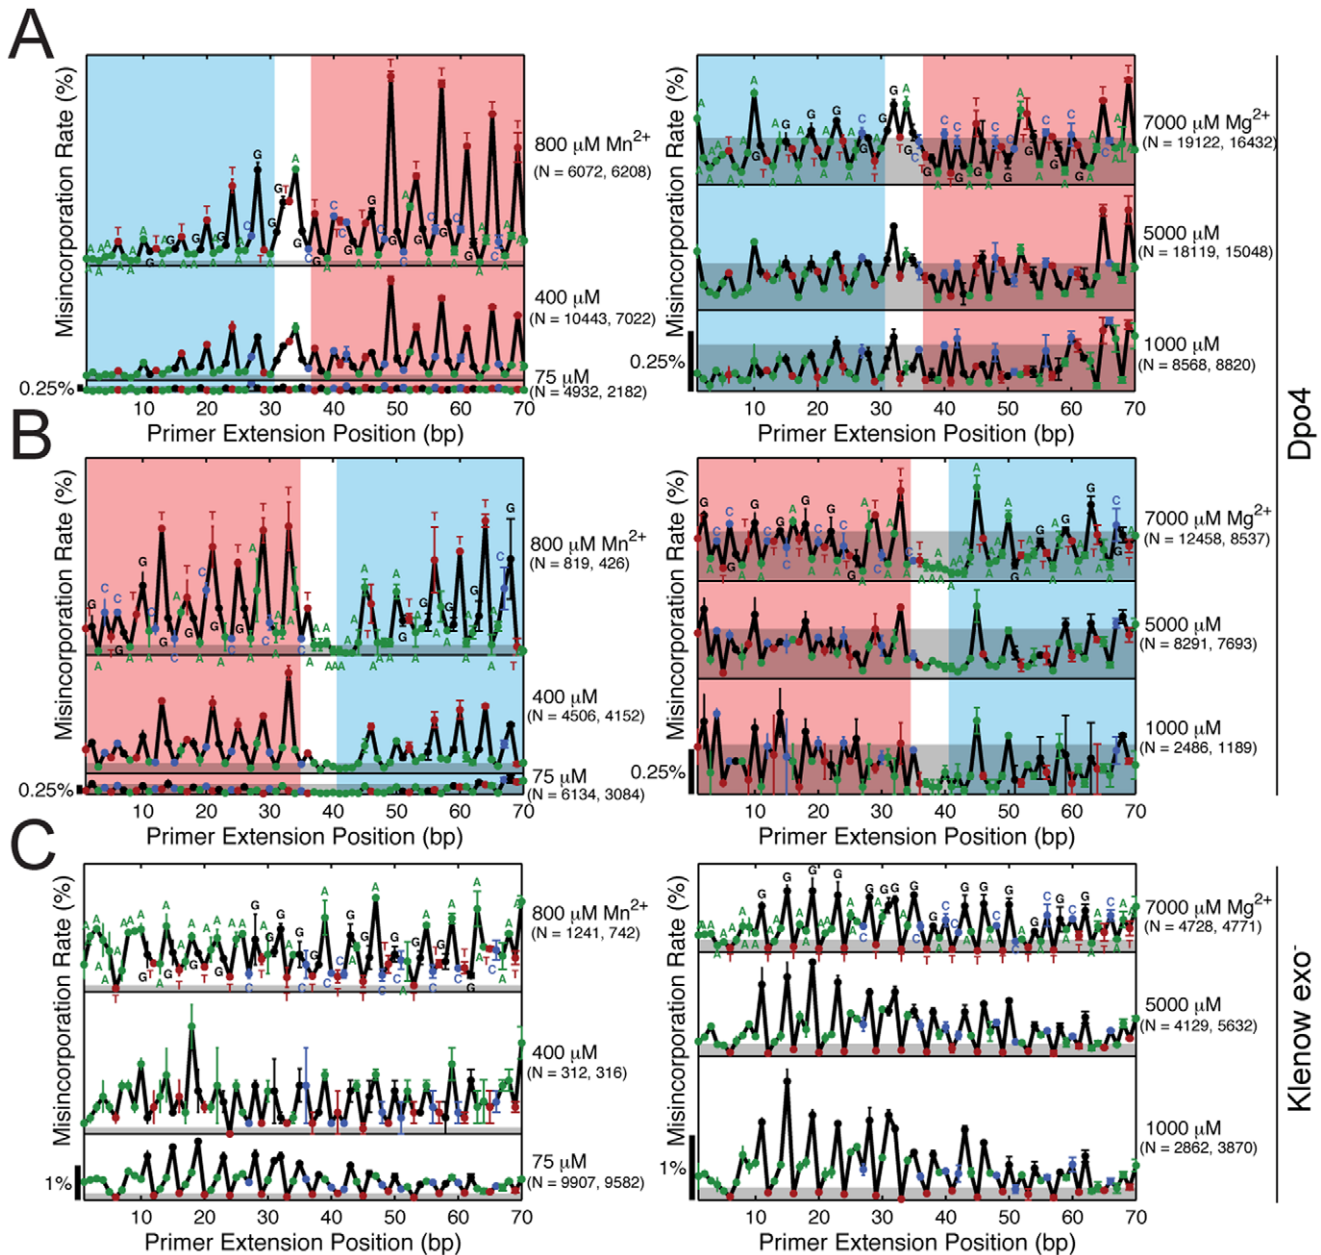 A
Misincorporation Rate (%)
800 μM Mn2+
(N = 6072, 6208)
400 μM
(N = 10443, 7022)
75 μM
(N = 4932, 2182)
0.25%
10 20 30 40 50 60 70
Primer Extension Position (bp)
Misincorporation Rate (%)
7000 μM Mg2+
(N = 19122, 16432)
5000 μM
(N = 18119, 15048)
1000 μM
(N = 8568, 8820)
0.25%
10 20 30 40 50 60 70
Primer Extension Position (bp)
B
Misincorporation Rate (%)
800 μM Mn2+
(N = 819, 426)
400 μM
(N = 4506, 4152)
75 μM
(N = 6134, 3084)
0.25%
10 20 30 40 50 60 70
Primer Extension Position (bp)
Misincorporation Rate (%)
7000 μM Mg2+
(N = 12458, 8537)
5000 μM
(N = 8291, 7693)
1000 μM
(N = 2486, 1189)
0.25%
10 20 30 40 50 60 70
Primer Extension Position (bp)
Dpo4
C
Misincorporation Rate (%)
800 μM Mn2+
(N = 1241, 742)
400 μM
(N = 312, 316)
75 μM
(N = 9907, 9582)
1%
10 20 30 40 50 60 70
Primer Extension Position (bp)
Misincorporation Rate (%)
7000 μM Mg2+
(N = 4728, 4771)
5000 μM
(N = 4129, 5632)
1000 μM
(N = 2862, 3870)
1%
10 20 30 40 50 60 70
Primer Extension Position (bp)
Klenow exo-